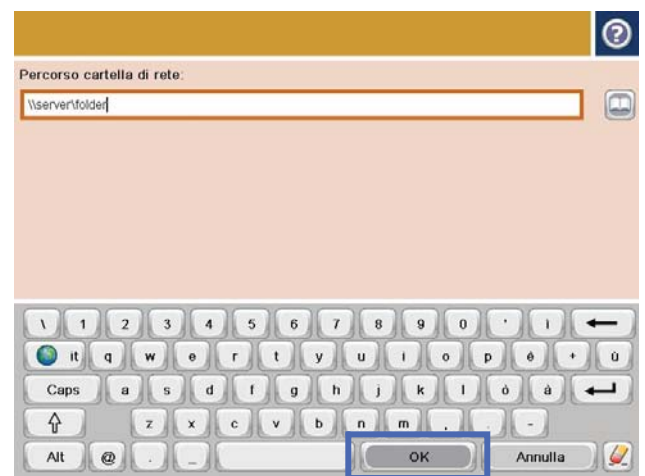 ?
Percorso cartella di rete:
\\server\folder
\ 1 2 3 4 5 6 7 8 9 0 ' ì
it q w e r t y u i o p è + ù
Caps a s d f g h j k l ò à
z x c v b n m , . -
Alt @ . _ OK Annulla